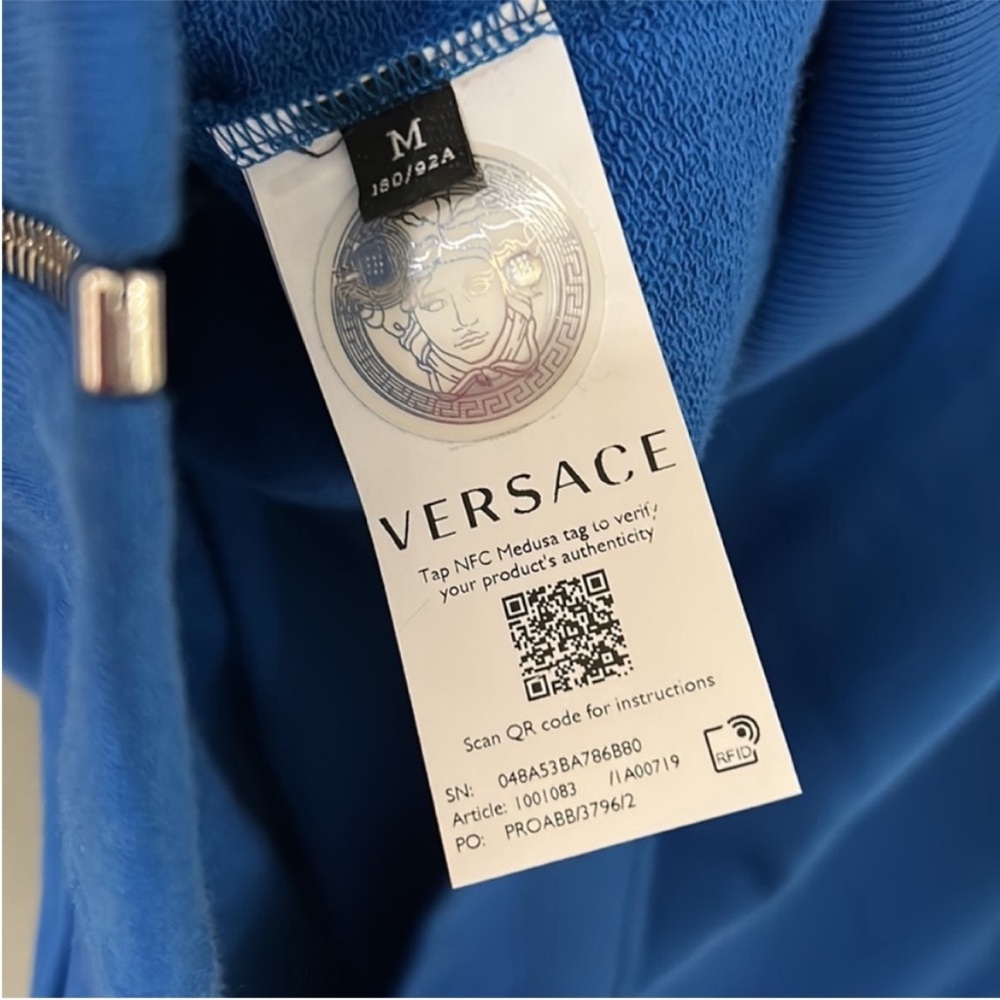 M
180/92A
VERSACE
Tap NFC Medusa tag to verify
your product's authenticity
Scan QR code for instructions
RFID
SN: 048A53BA786B80
Article: 1001083 /1A00719
PO: PROABB/3796/2